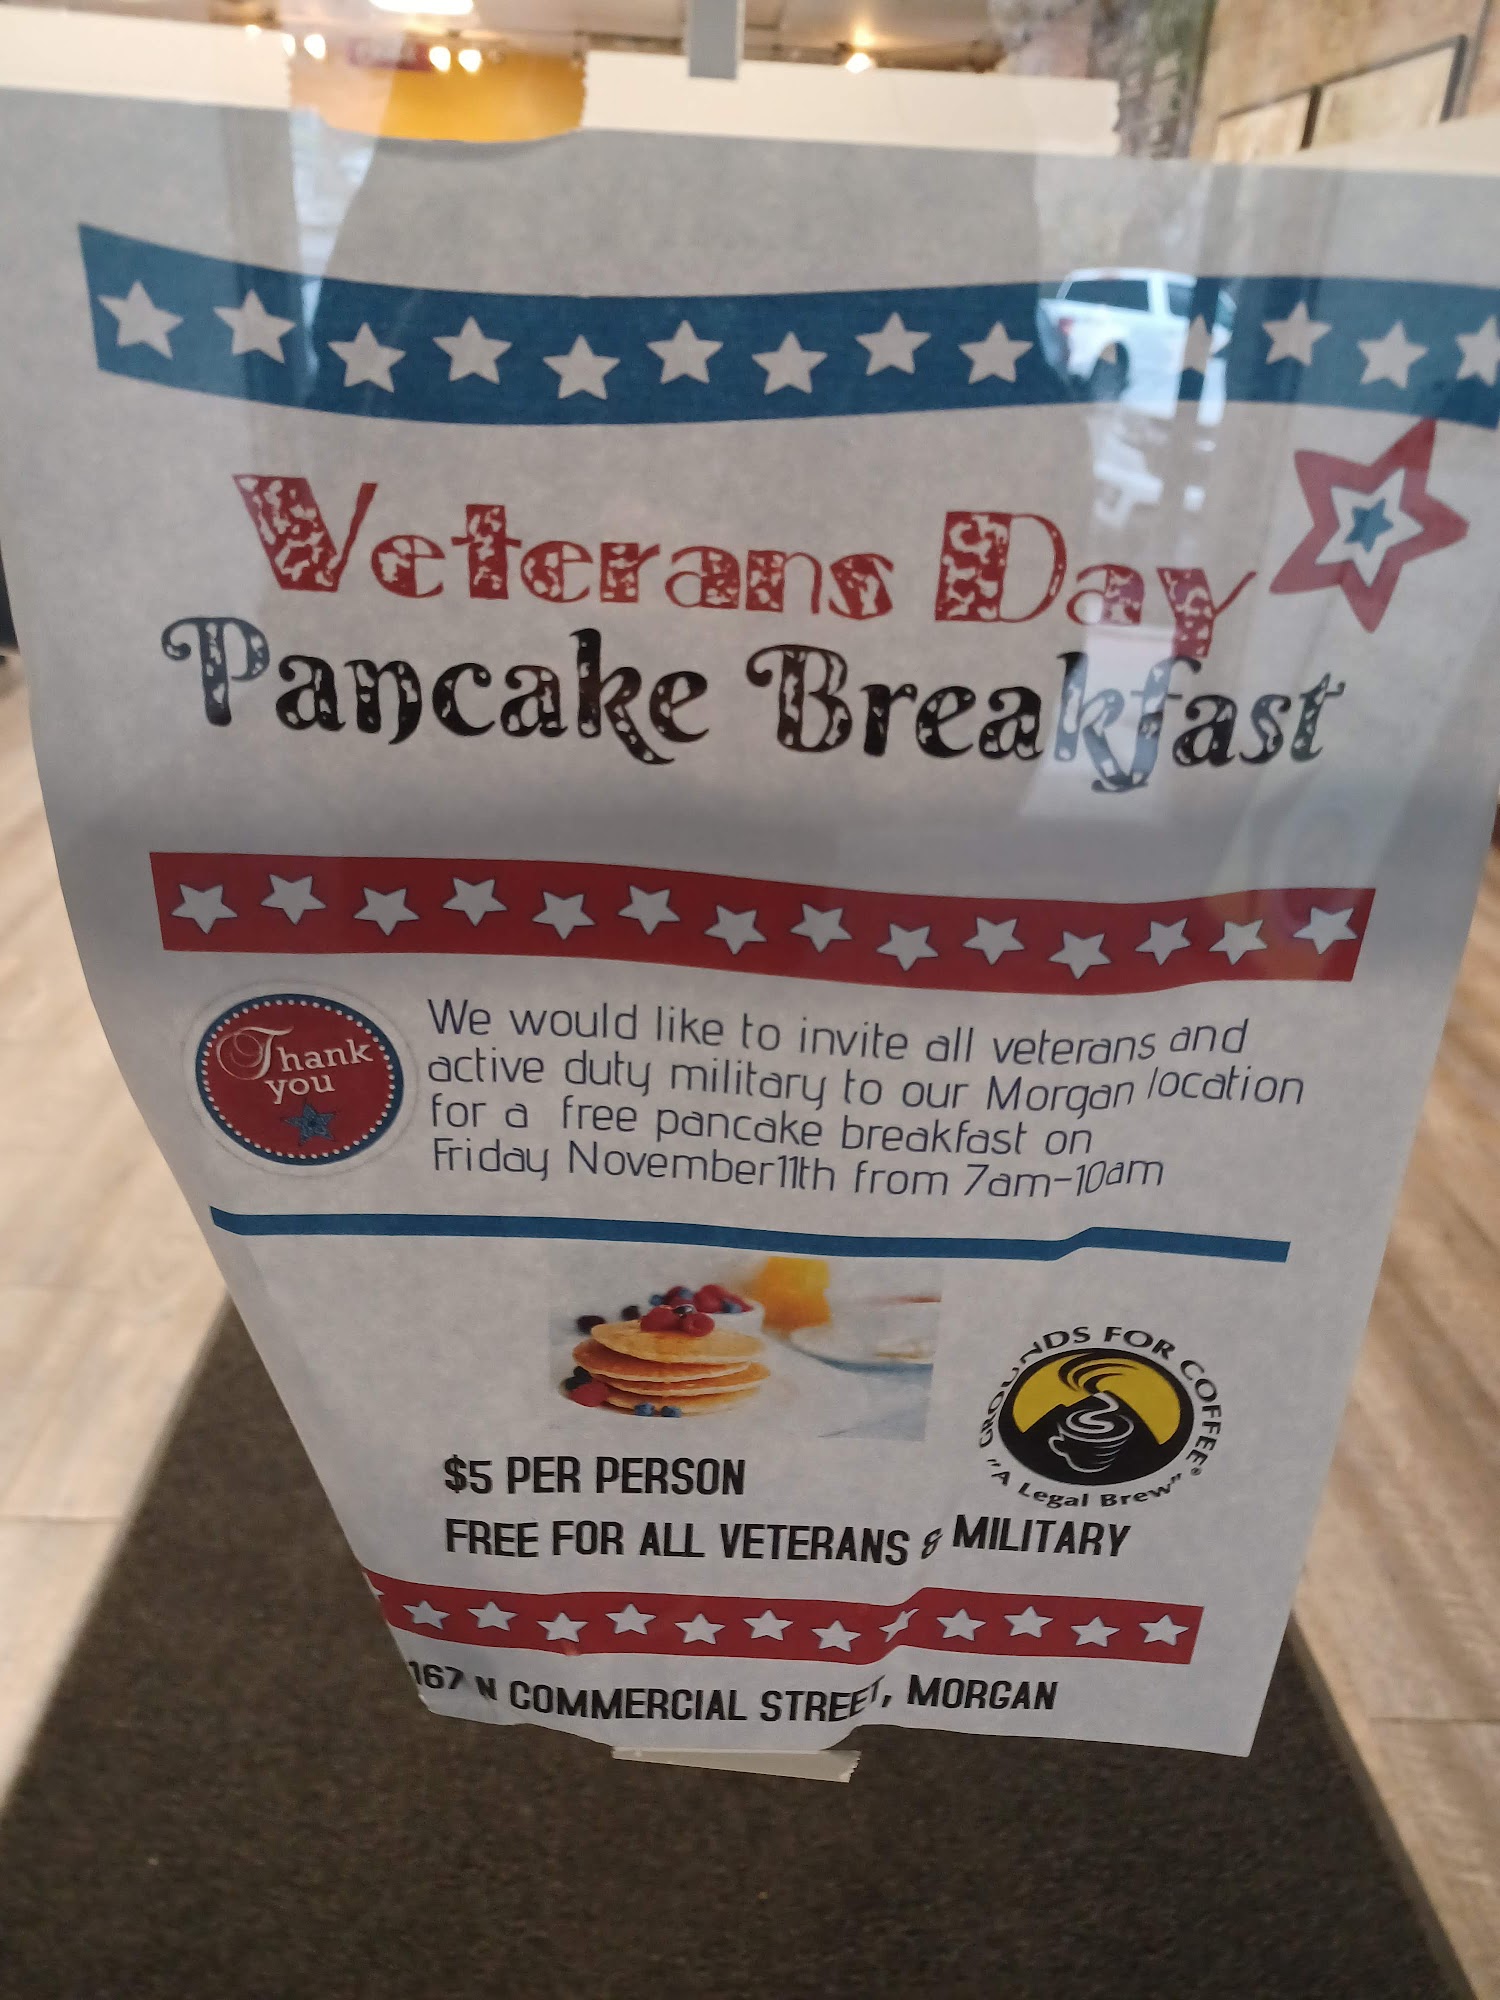 Veterans Day
Pancake Breakfast
Thank
you
We would like to invite all veterans and
active duty military to our Morgan location
for a free pancake breakfast on
Friday November11th from 7am-10am
GROUNDS FOR COFFEE®
"A Legal Brew"
$5 PER PERSON
FREE FOR ALL VETERANS & MILITARY
167 N COMMERCIAL STREET, MORGAN